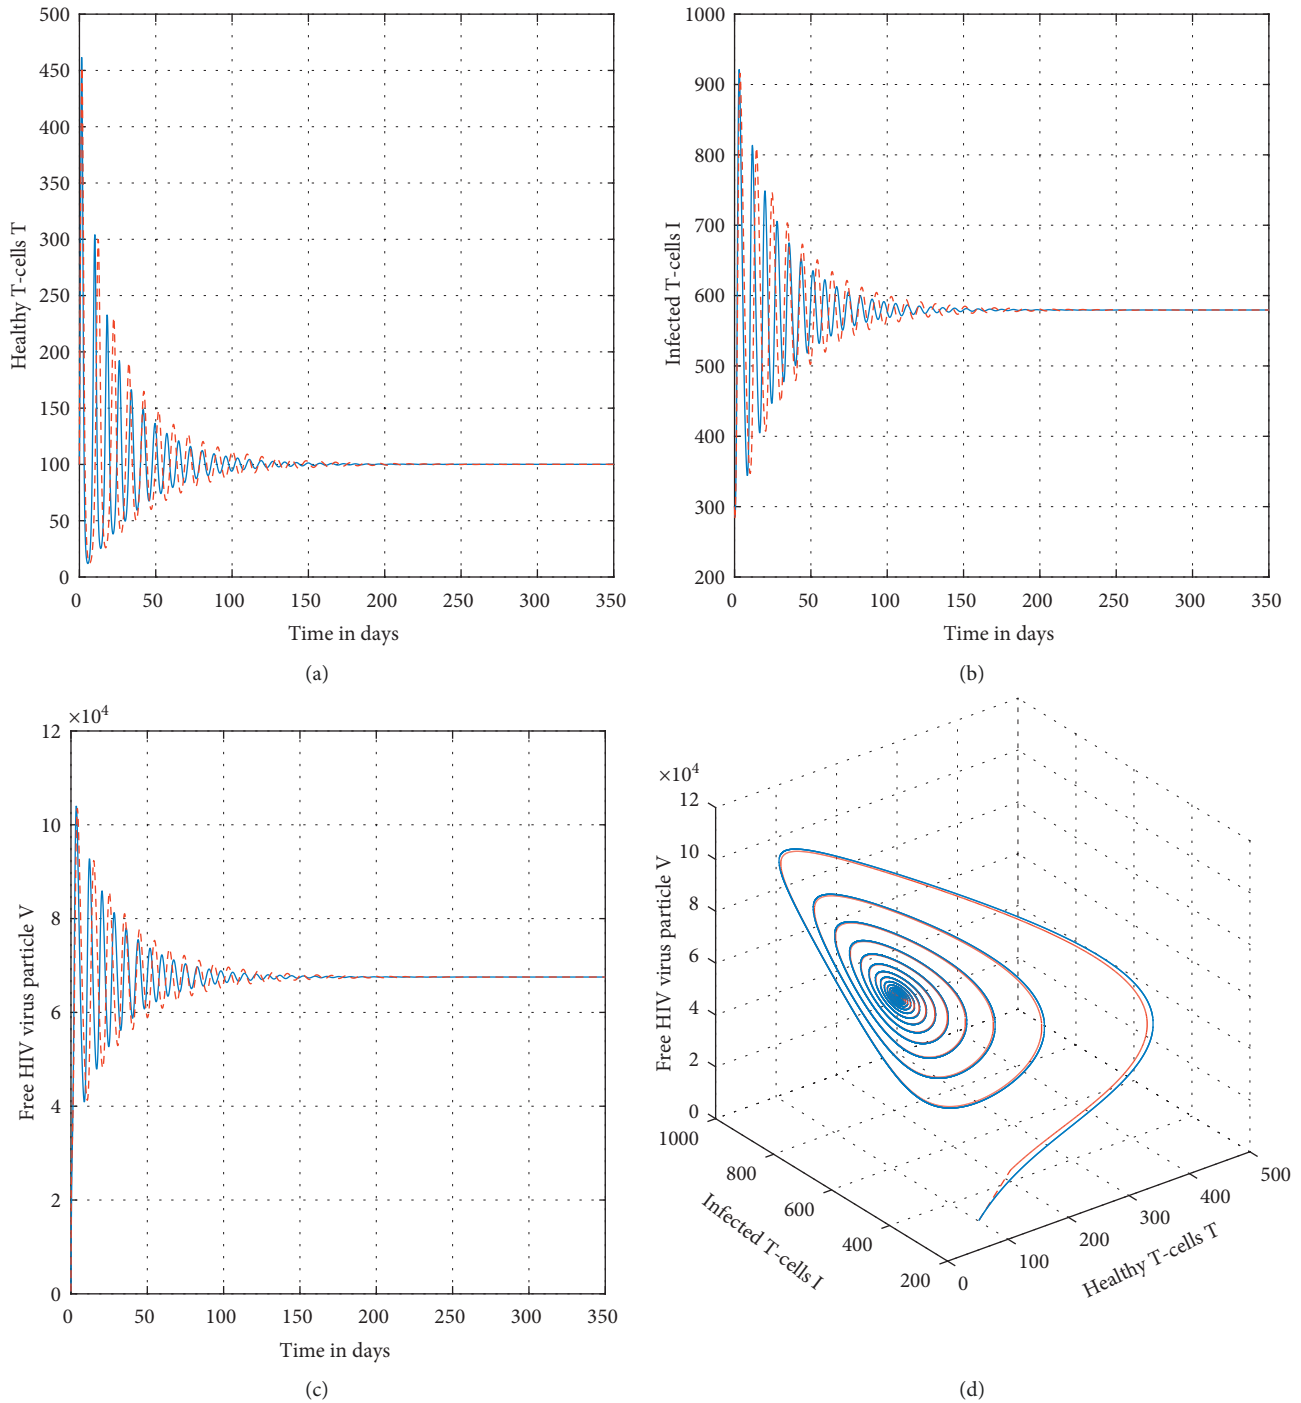 500
450
400
350
300
250
200
150
100
50
0
Healthy T-cells T
0 50 100 150 200 250 300 350
Time in days
(a)
1000
900
800
700
600
500
400
300
200
Infected T-cells I
0 50 100 150 200 250 300 350
Time in days
(b)
×10⁴
12
10
8
6
4
2
0
Free HIV virus particle V
0 50 100 150 200 250 300 350
Time in days
(c)
×10⁴
12
10
8
6
4
2
0
Free HIV virus particle V
1000
800
600
400
200
Infected T-cells I
0
100
200
300
400
500
Healthy T-cells T
(d)